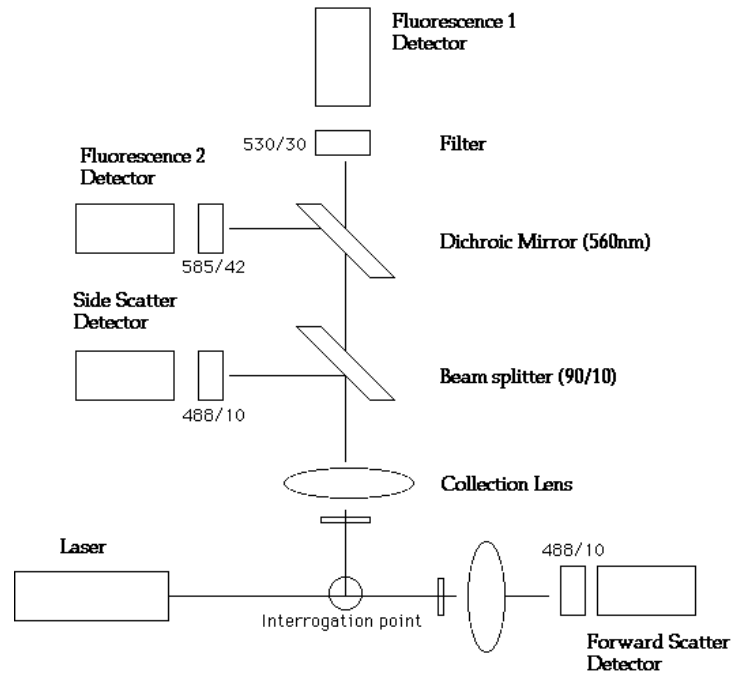 Fluorescence 1
Detector
530/30
Filter
Fluorescence 2
Detector
585/42
Dichroic Mirror (560nm)
Side Scatter
Detector
488/10
Beam splitter (90/10)
Collection Lens
Laser
488/10
Interrogation point
Forward Scatter
Detector